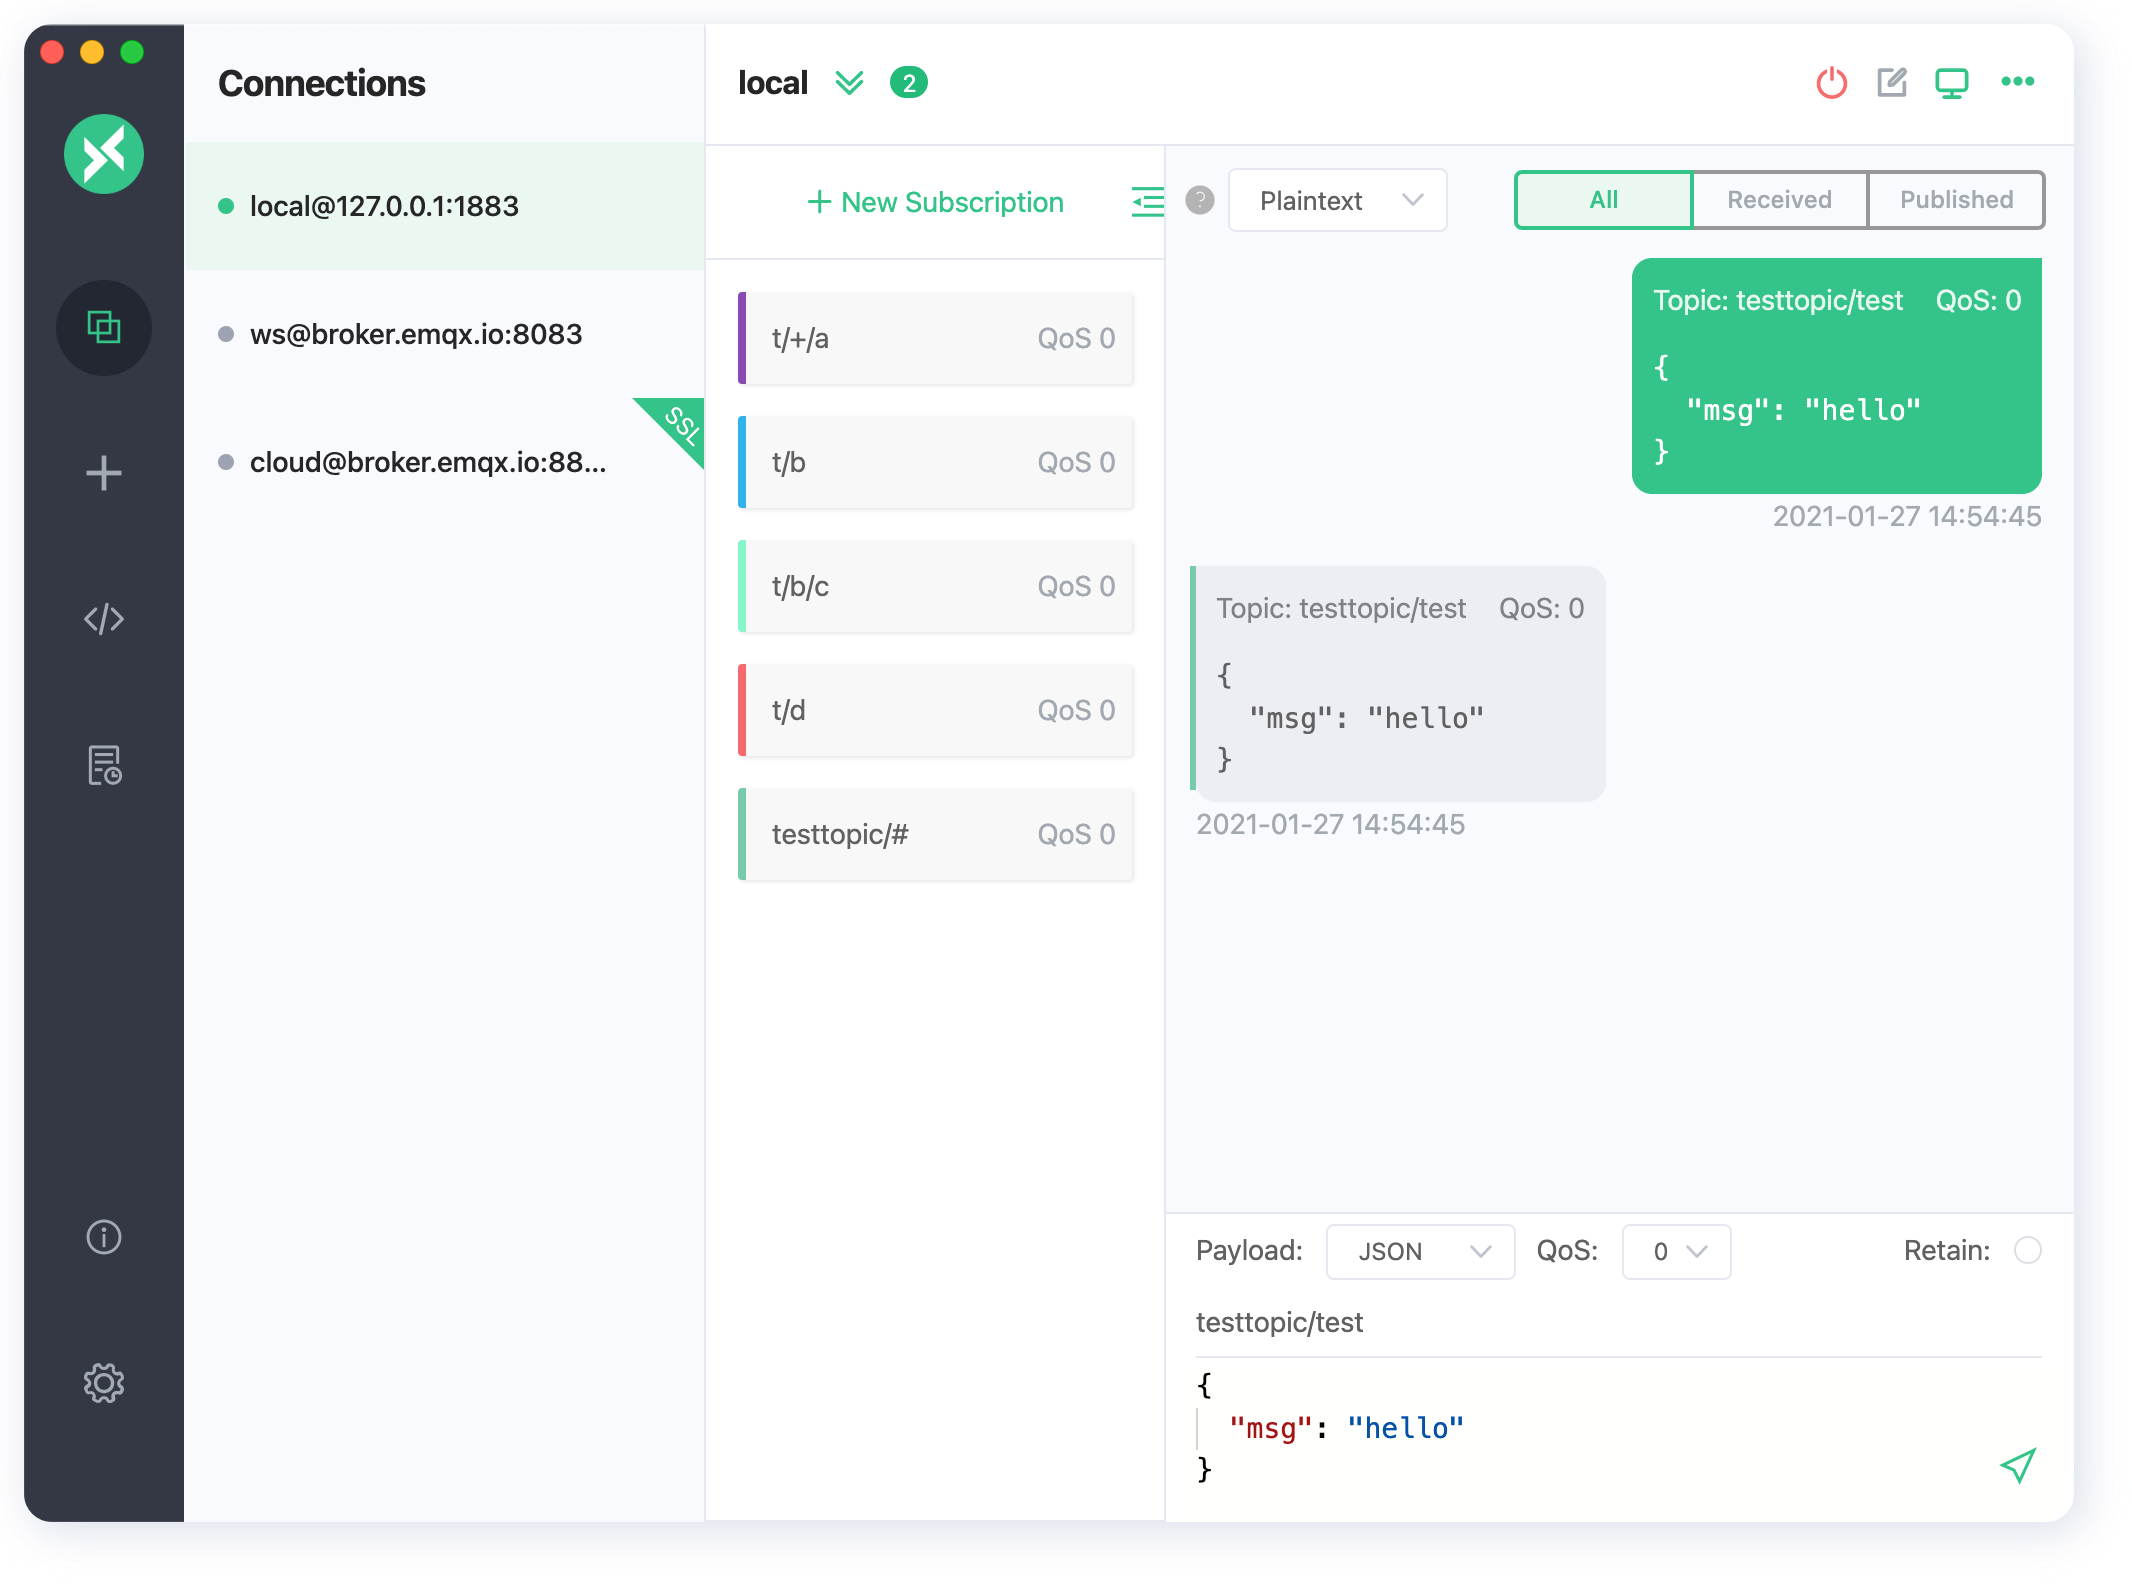 Connections
local@127.0.0.1:1883
ws@broker.emqx.io:8083
SSL
cloud@broker.emqx.io:88...
local 2
+ New Subscription
t/+/a QoS 0
t/b QoS 0
t/b/c QoS 0
t/d QoS 0
testtopic/# QoS 0
? Plaintext All Received Published
Topic: testtopic/test QoS: 0
{
"msg": "hello"
}
2021-01-27 14:54:45
Topic: testtopic/test QoS: 0
{
"msg": "hello"
}
2021-01-27 14:54:45
Payload: JSON QoS: 0 Retain:
testtopic/test
{
"msg": "hello"
}